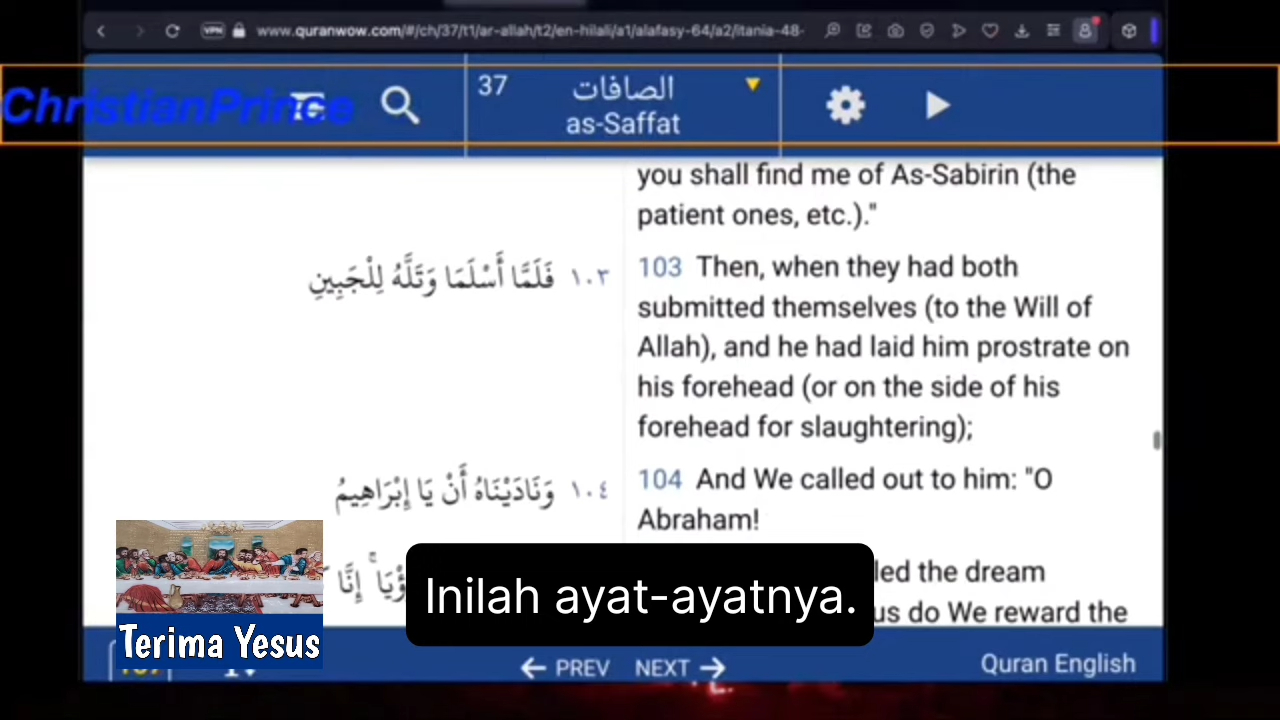 VPN www.quranwow.com/#/ch/37/t1/ar-allah/t2/en-hilali/a1/alafasy-64/a2/itania-48-
ChristianPrince
37
الصافات
as-Saffat
you shall find me of As-Sabirin (the
patient ones, etc.)."
١٠٣ فَلَمَّا أَسْلَمَا وَتَلَّهُ لِلْجَبِينِ
103 Then, when they had both
submitted themselves (to the Will of
Allah), and he had laid him prostrate on
his forehead (or on the side of his
forehead for slaughtering);
١٠٤ وَنَادَيْنَاهُ أَنْ يَا إِبْرَاهِيمُ
104 And We called out to him: "O
Abraham!
led the dream
us do We reward the
إِنَّا
Inilah ayat-ayatnya.
Terima Yesus
PREV NEXT
Quran English